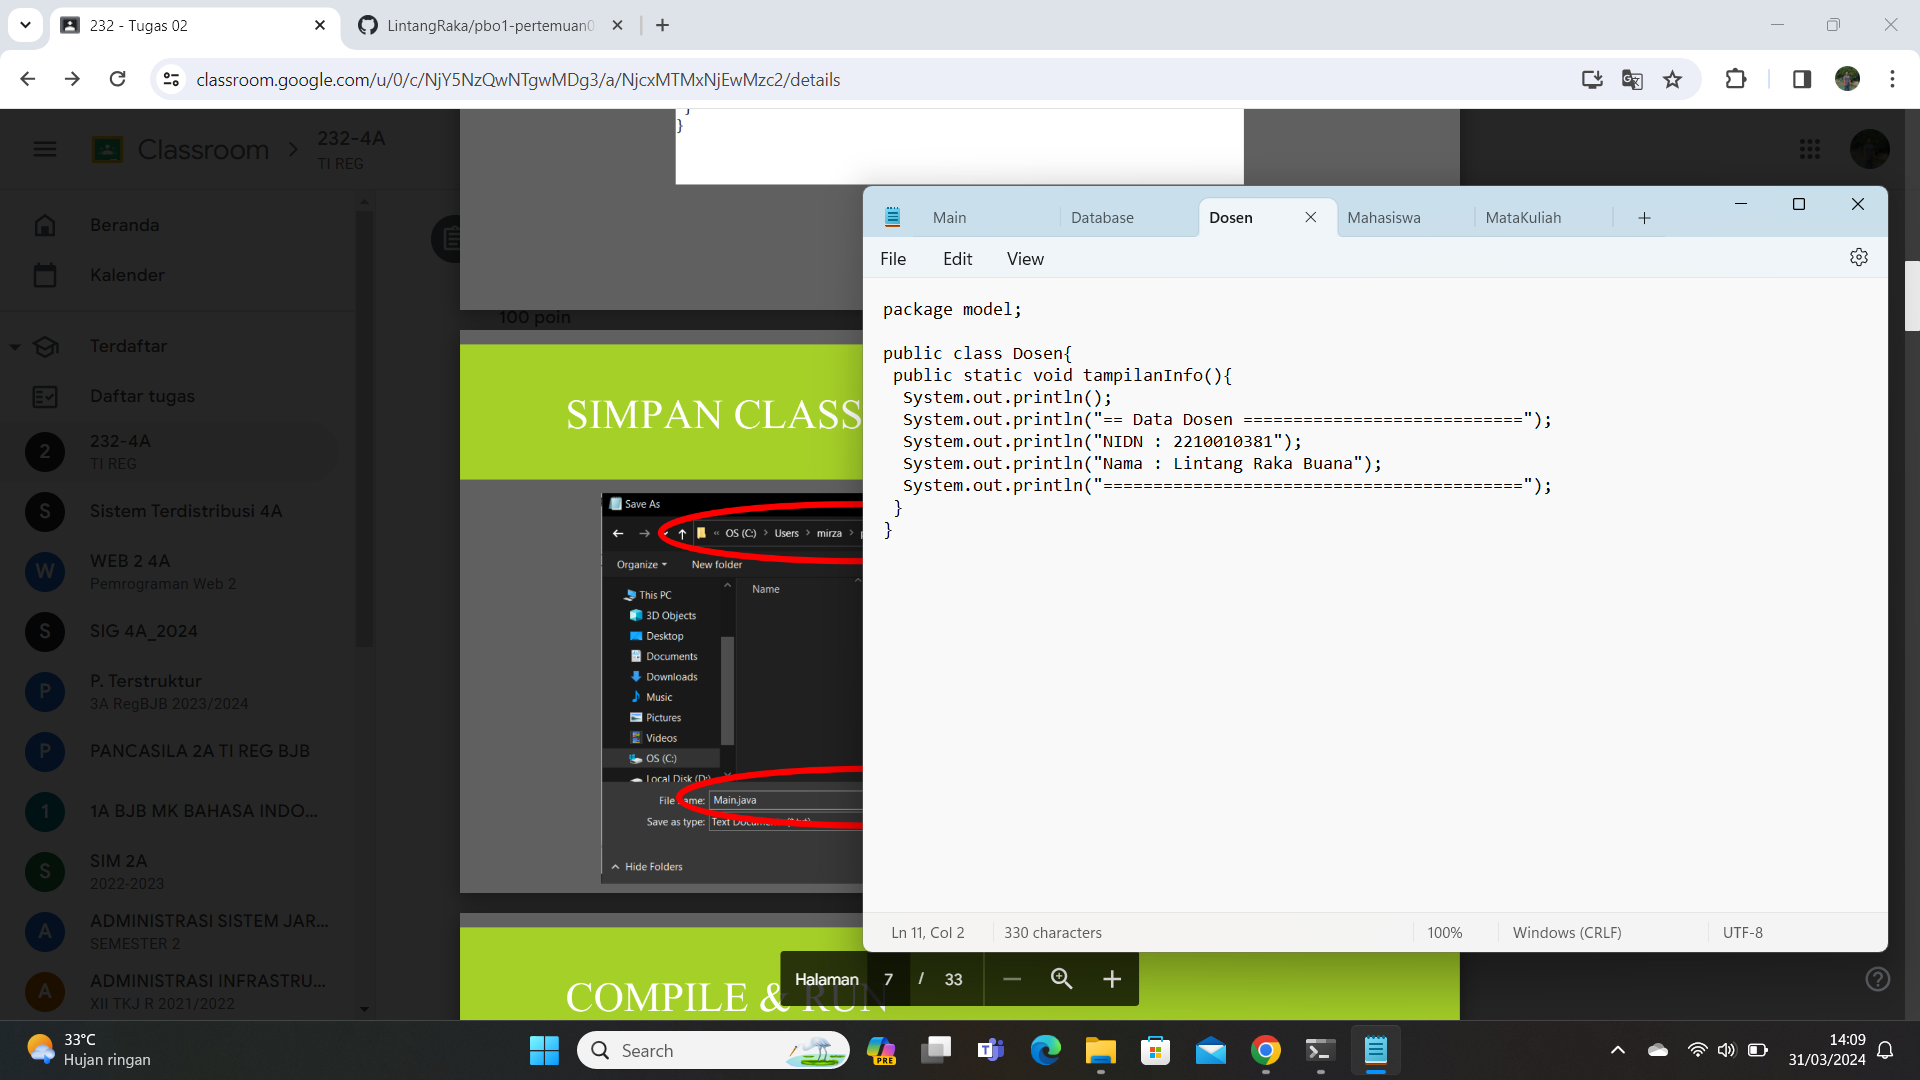 232 - Tugas 02
LintangRaka/pbo1-pertemuan0
classroom.google.com/u/0/c/NjY5NzQwNTgwMDg3/a/NjcxMTMxNjEwMzc2/details
Classroom
232-4A
TI REG
Beranda
Kalender
Terdaftar
Daftar tugas
2
232-4A
TI REG
S
Sistem Terdistribusi 4A
W
WEB 2 4A
Pemrograman Web 2
S
SIG 4A_2024
P
P. Terstruktur
3A RegBJB 2023/2024
P
PANCASILA 2A TI REG BJB
1
1A BJB MK BAHASA INDO...
S
SIM 2A
2022-2023
A
ADMINISTRASI SISTEM JAR...
SEMESTER 2
A
ADMINISTRASI INFRASTRU...
XII TKJ R 2021/2022
}
100 poin
SIMPAN CLASS
Save As
« OS (C:) > Users > mirza >
Organize
New folder
This PC
3D Objects
Desktop
Documents
Downloads
Music
Pictures
Videos
OS (C:)
Local Disk (D:)
Name
File name: Main.java
Save as type: Text Documents (*.txt)
Hide Folders
COMPILE & RUN
Halaman 7 / 33
Main
Database
Dosen
Mahasiswa
MataKuliah
File
Edit
View
package model;
public class Dosen{
public static void tampilanInfo(){
System.out.println();
System.out.println("== Data Dosen ============================");
System.out.println("NIDN : 2210010381");
System.out.println("Nama : Lintang Raka Buana");
System.out.println("==========================================");
}
}
Ln 11, Col 2
330 characters
100%
Windows (CRLF)
UTF-8
33°C
Hujan ringan
Search
PRE
14:09
31/03/2024